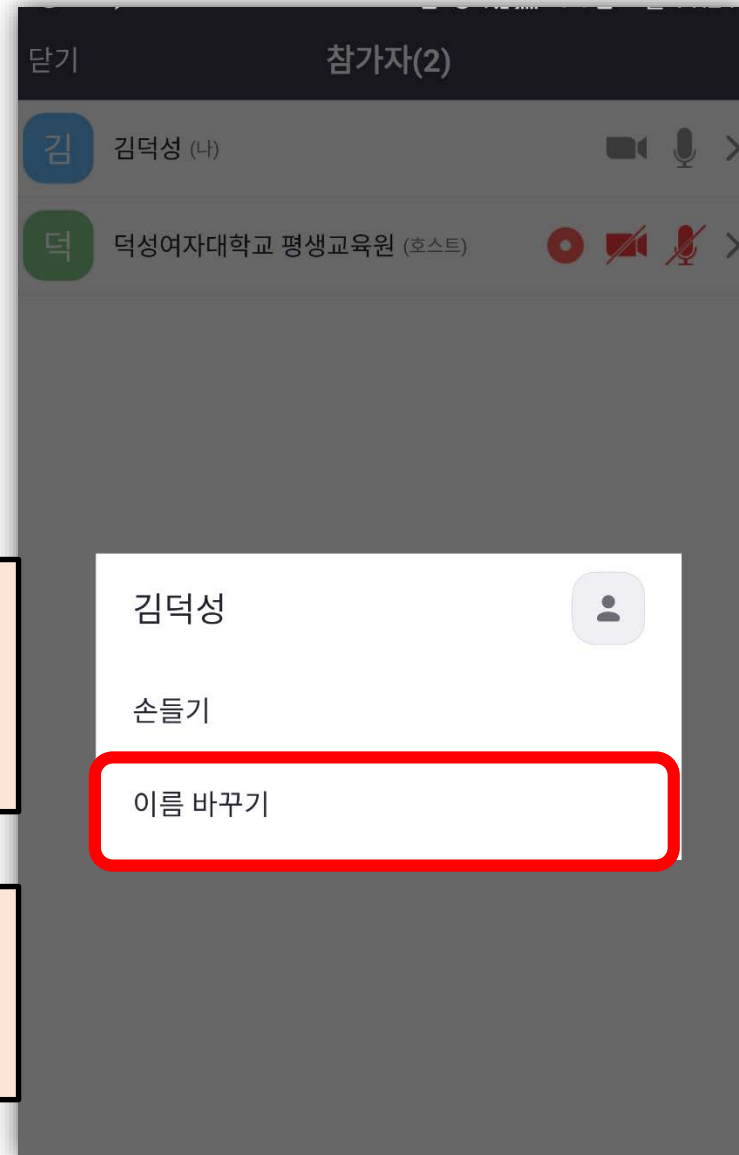 닫기 참가자(2)
김 김덕성 (나)
덕 덕성여자대학교 평생교육원 (호스트)
김덕성
손들기
이름 바꾸기